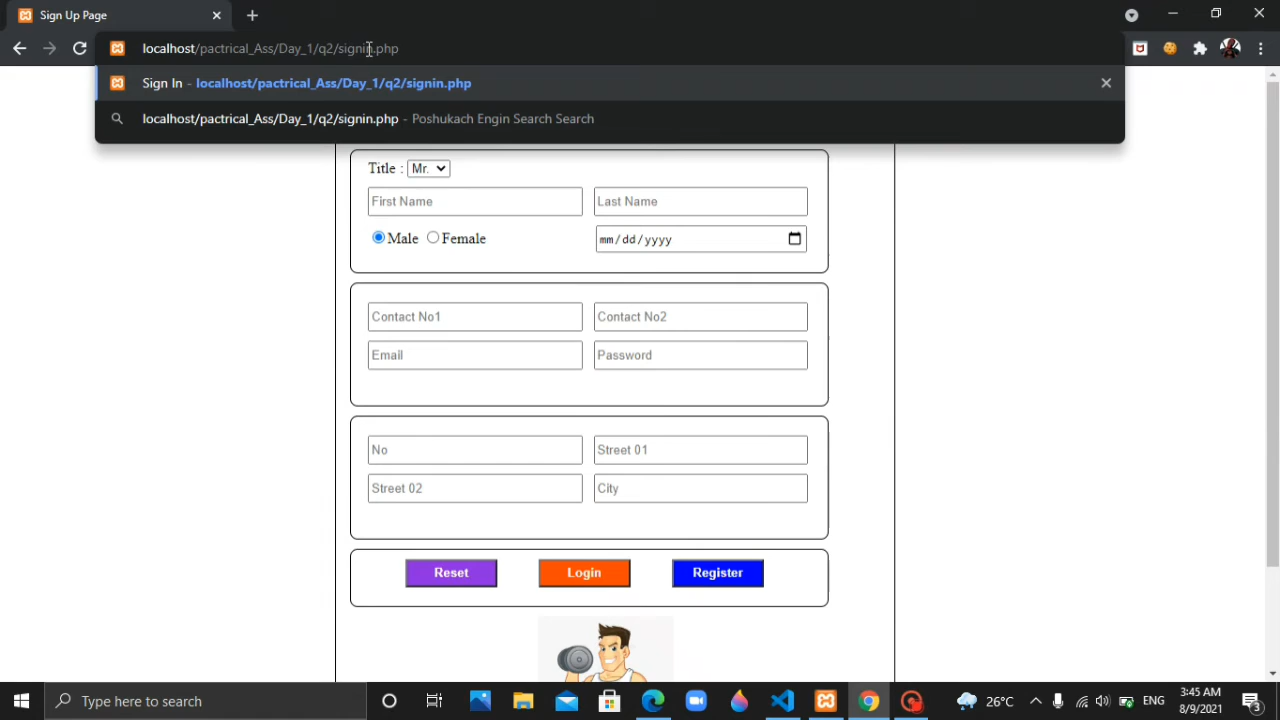 Sign Up Page
localhost/pactrical_Ass/Day_1/q2/signin.php
Sign In - localhost/pactrical_Ass/Day_1/q2/signin.php
localhost/pactrical_Ass/Day_1/q2/signin.php - Poshukach Engin Search Search
Title : Mr.
First Name Last Name
Male Female mm/dd/yyyy
Contact No1 Contact No2
Email Password
No Street 01
Street 02 City
Reset Login Register
Type here to search 26°C ENG 3:45 AM
8/9/2021 3